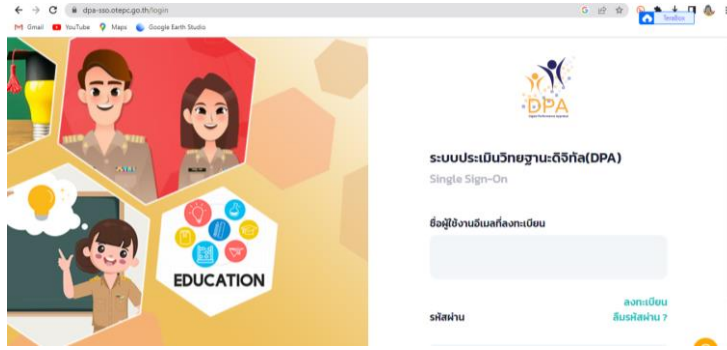 dpa-sso.otepc.go.th/login
TeraBox
Gmail
YouTube
Maps
Google Earth Studio
DPA
Digital Performance Appraisal
ระบบประเมินวิทยฐานะดิจิทัล(DPA)
Single Sign-On
ชื่อผู้ใช้งานอีเมลที่ลงทะเบียน
EDUCATION
ลงทะเบียน
รหัสผ่าน
ลืมรหัสผ่าน ?